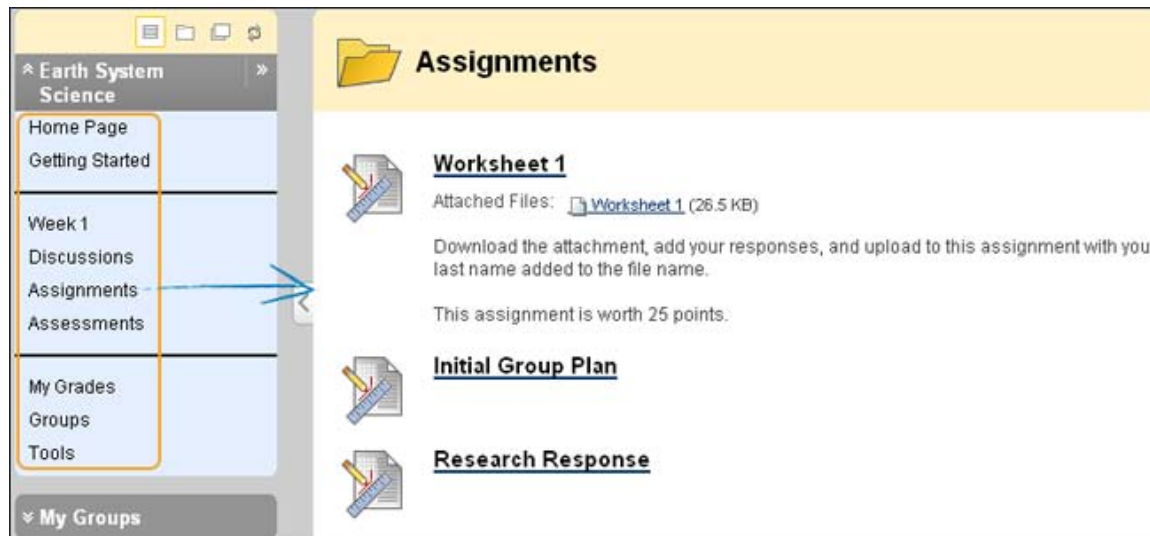 Earth System
Science
Home Page
Getting Started
Week 1
Discussions
Assignments
Assessments
My Grades
Groups
Tools
My Groups
Assignments
Worksheet 1
Attached Files: Worksheet 1 (26.5 KB)
Download the attachment, add your responses, and upload to this assignment with you
last name added to the file name.
This assignment is worth 25 points.
Initial Group Plan
Research Response